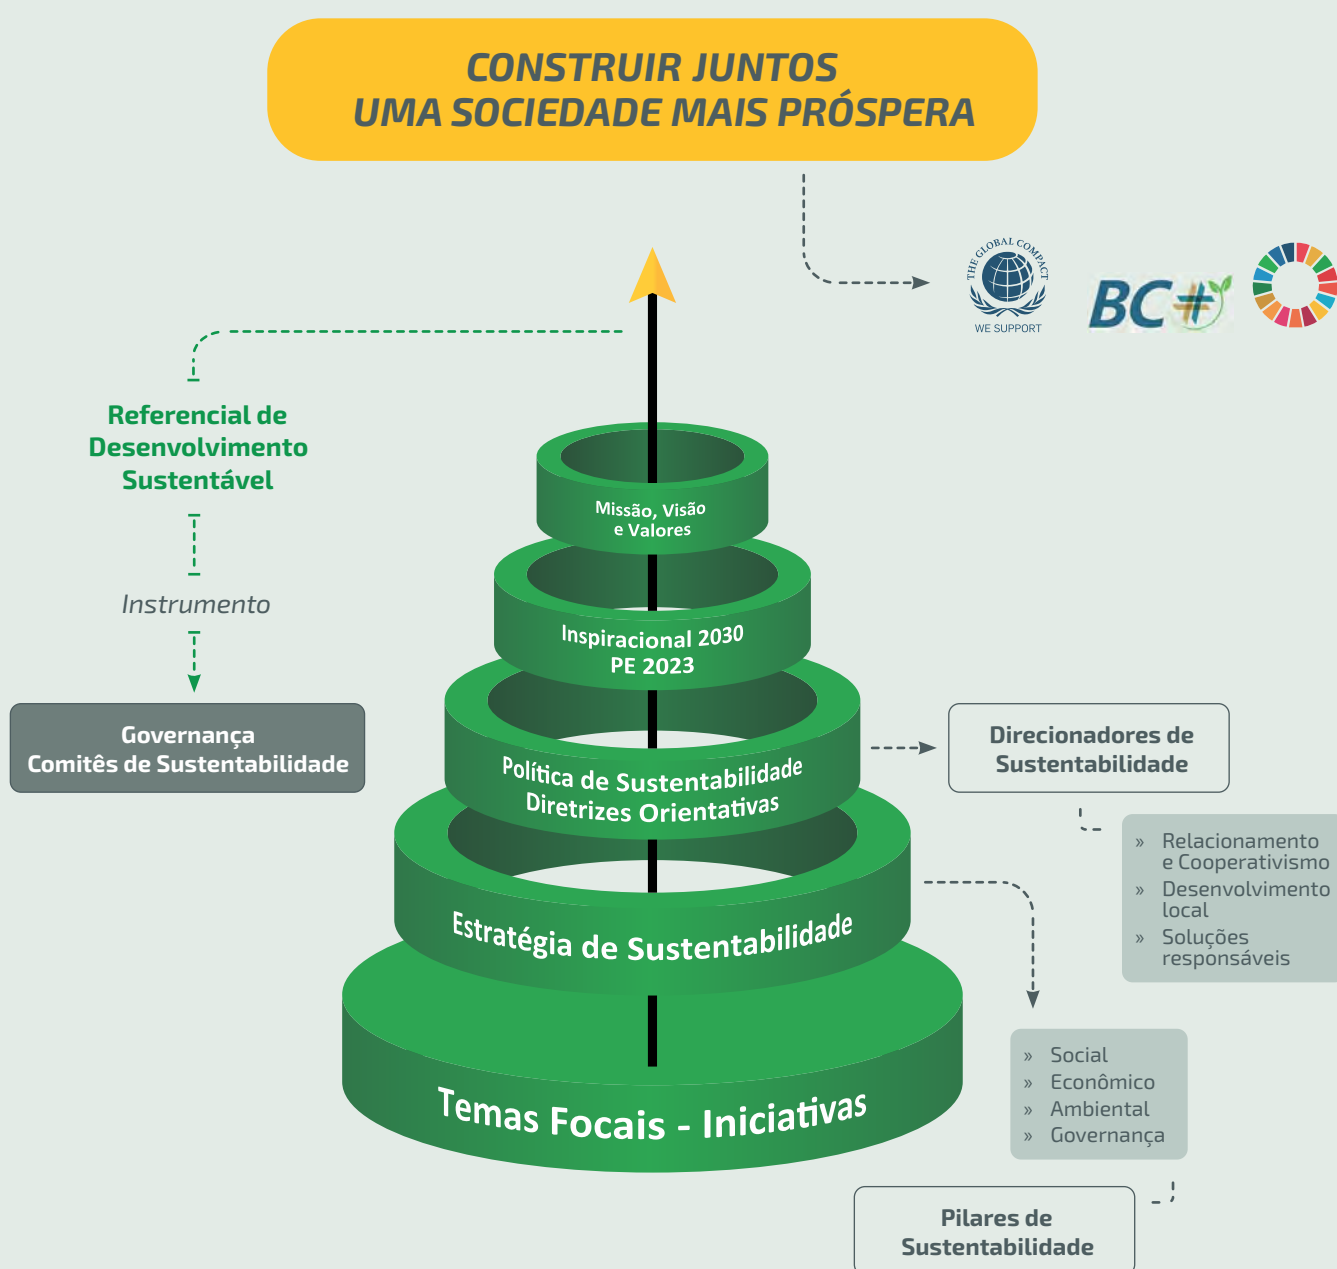 CONSTRUIR JUNTOS
UMA SOCIEDADE MAIS PRÓSPERA
THE GLOBAL COMPACT
WE SUPPORT
BC#
Referencial de
Desenvolvimento
Sustentável
Instrumento
Governança
Comitês de Sustentabilidade
Missão, Visão
e Valores
Inspiracional 2030
PE 2023
Política de Sustentabilidade
Diretrizes Orientativas
Estratégia de Sustentabilidade
Temas Focais - Iniciativas
Direcionadores de
Sustentabilidade
» Relacionamento
e Cooperativismo
» Desenvolvimento
local
» Soluções
responsáveis
» Social
» Econômico
» Ambiental
» Governança
Pilares de
Sustentabilidade